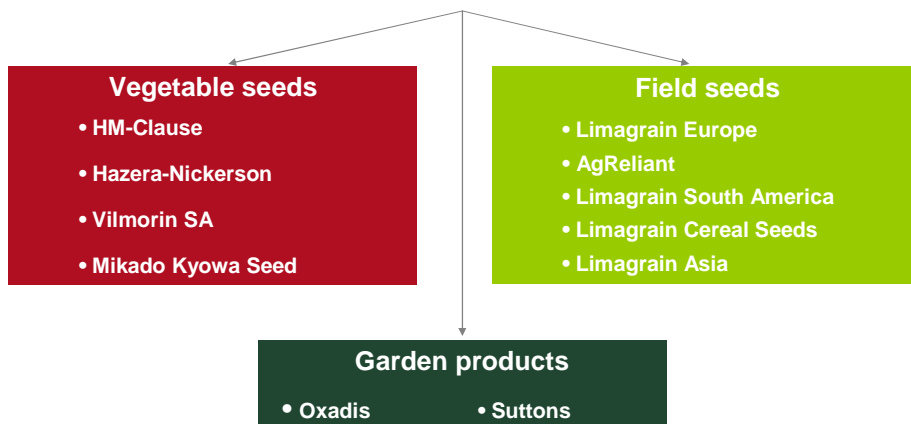 Vegetable seeds
• HM-Clause
• Hazera-Nickerson
• Vilmorin SA
• Mikado Kyowa Seed
Field seeds
• Limagrain Europe
• AgReliant
• Limagrain South America
• Limagrain Cereal Seeds
• Limagrain Asia
Garden products
• Oxadis • Suttons